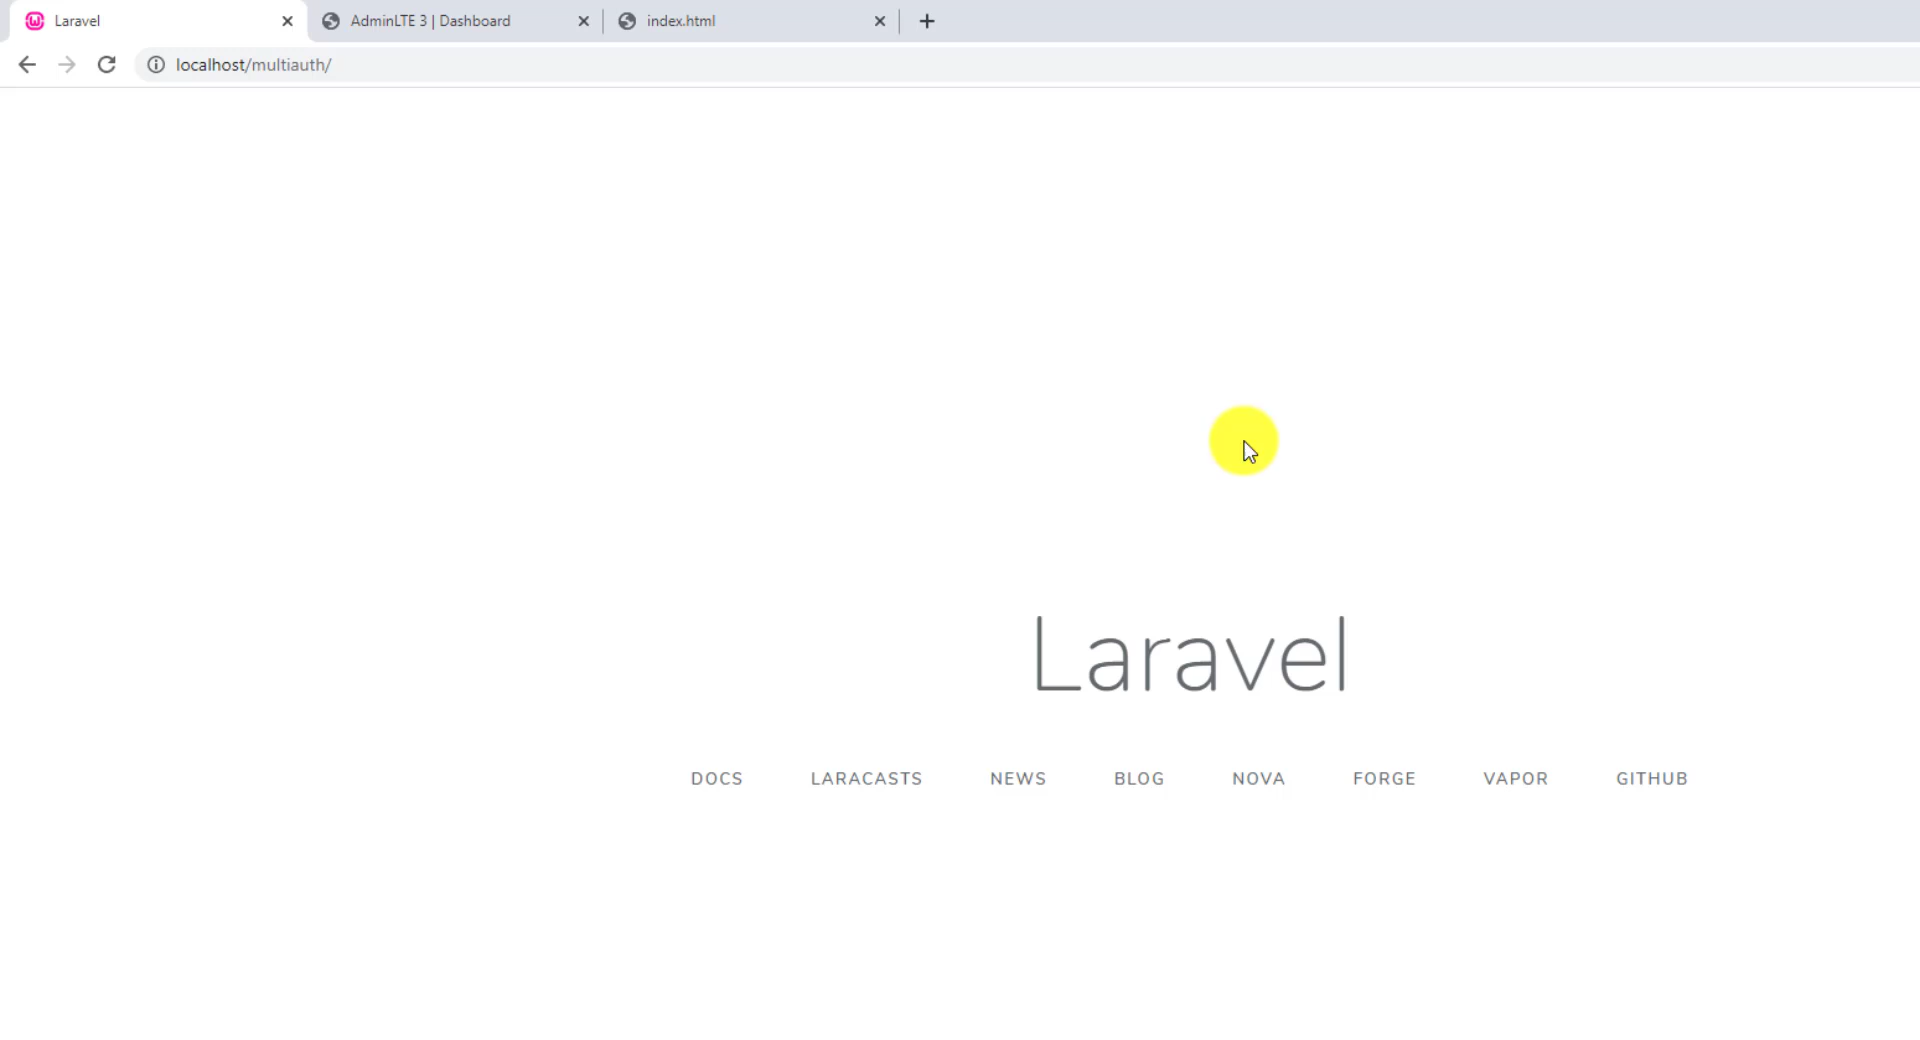 Laravel
AdminLTE 3 | Dashboard
index.html
localhost/multiauth/
Laravel
DOCS LARACASTS NEWS BLOG NOVA FORGE VAPOR GITHUB